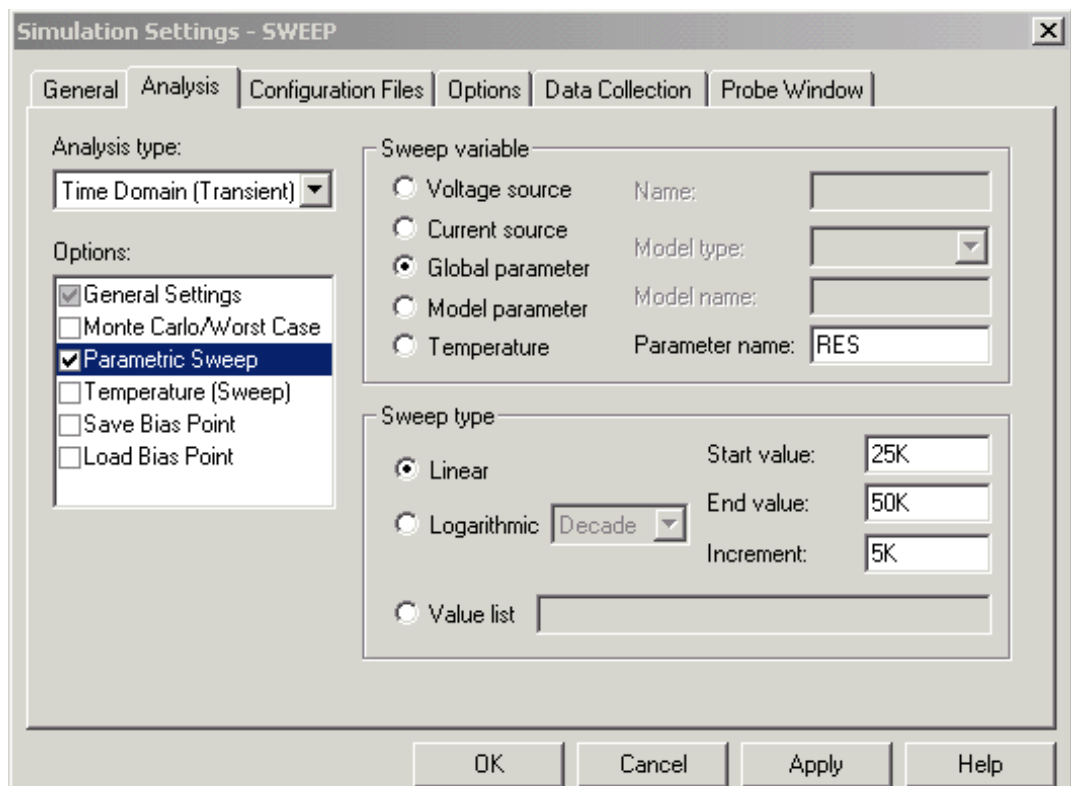 Simulation Settings - SWEEP
General Analysis Configuration Files Options Data Collection Probe Window
Analysis type:
Time Domain (Transient)
Options:
General Settings
Monte Carlo/Worst Case
Parametric Sweep
Temperature (Sweep)
Save Bias Point
Load Bias Point
Sweep variable
Voltage source
Current source
Global parameter
Model parameter
Temperature
Name:
Model type:
Model name:
Parameter name: RES
Sweep type
Linear
Logarithmic Decade
Value list
Start value: 25K
End value: 50K
Increment: 5K
OK Cancel Apply Help